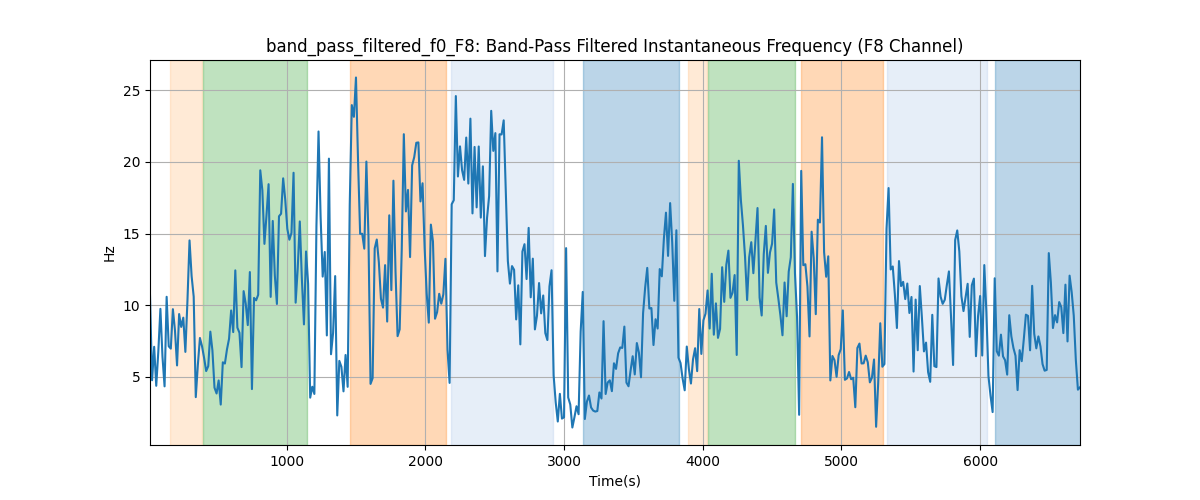 band_pass_filtered_f0_F8: Band-Pass Filtered Instantaneous Frequency (F8 Channel)
Hz
25
20
15
10
5
1000 2000 3000 4000 5000 6000
Time(s)